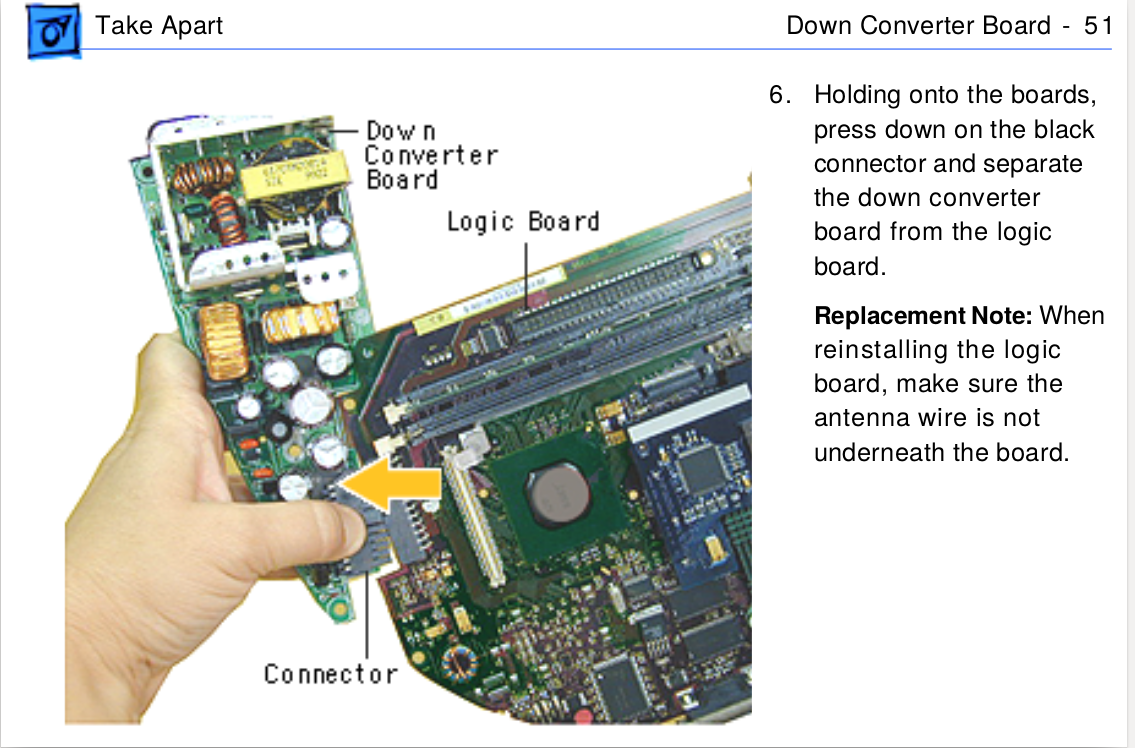 Take Apart
Down Converter Board - 51
Down
Converter
Board
Logic Board
Connector
6. Holding onto the boards,
press down on the black
connector and separate
the down converter
board from the logic
board.
Replacement Note: When
reinstalling the logic
board, make sure the
antenna wire is not
underneath the board.